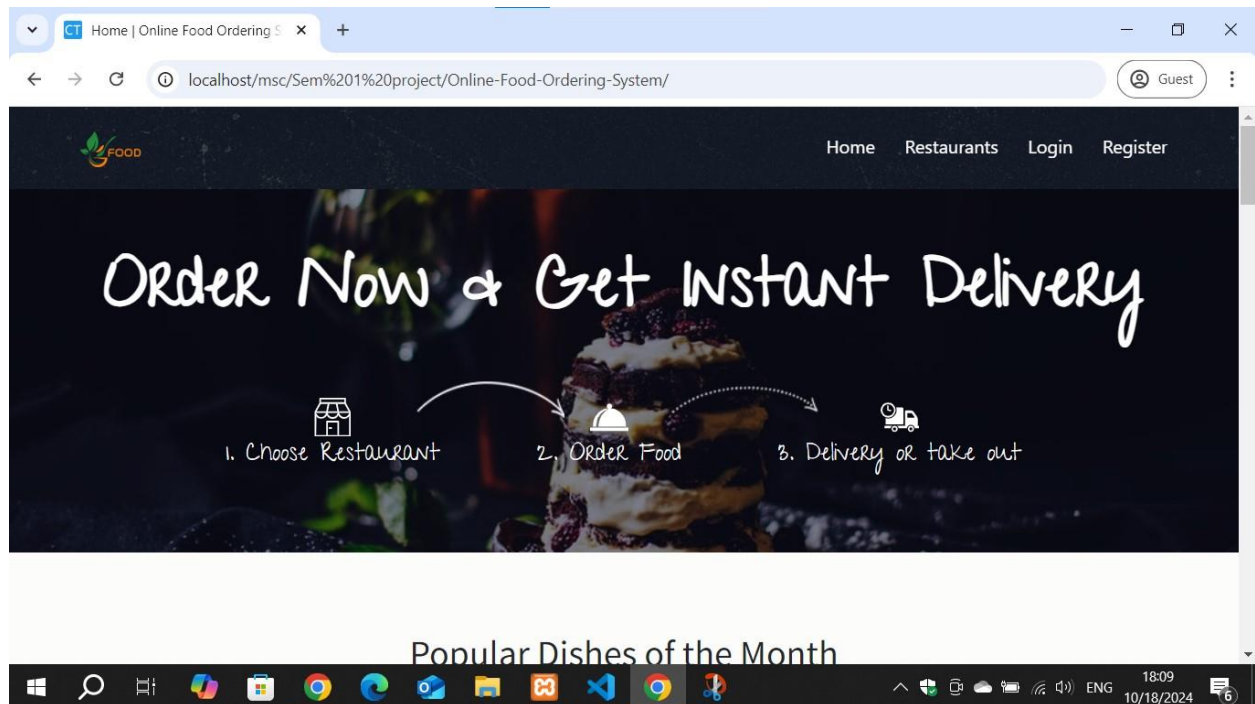 CT Home | Online Food Ordering S
localhost/msc/Sem%201%20project/Online-Food-Ordering-System/
Guest
FOOD
Home Restaurants Login Register
Order Now & Get Instant Delivery
1. Choose Restaurant 2. Order Food 3. Delivery or take out
Popular Dishes of the Month
ENG 18:09
10/18/2024 6